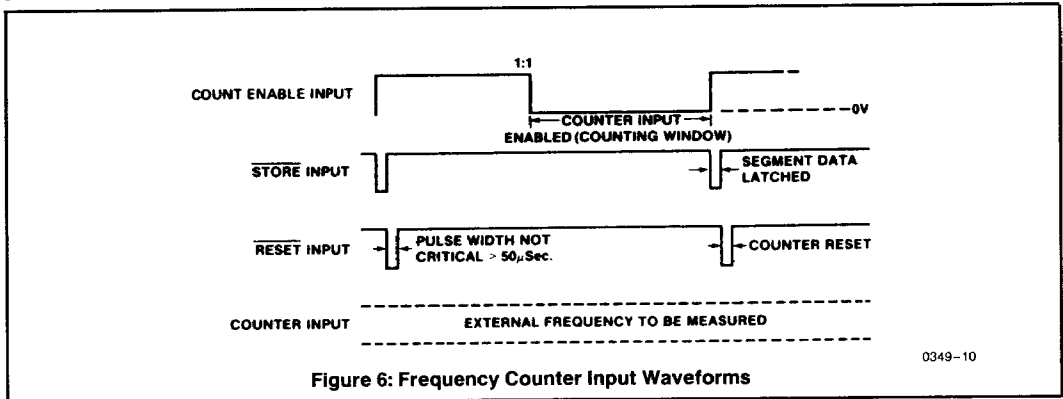 1:1
COUNT ENABLE INPUT
0V
COUNTER INPUT
ENABLED (COUNTING WINDOW)
STORE INPUT
SEGMENT DATA
LATCHED
RESET INPUT
PULSE WIDTH NOT
CRITICAL > 50μSec.
COUNTER RESET
COUNTER INPUT
EXTERNAL FREQUENCY TO BE MEASURED
0349-10
Figure 6: Frequency Counter Input Waveforms